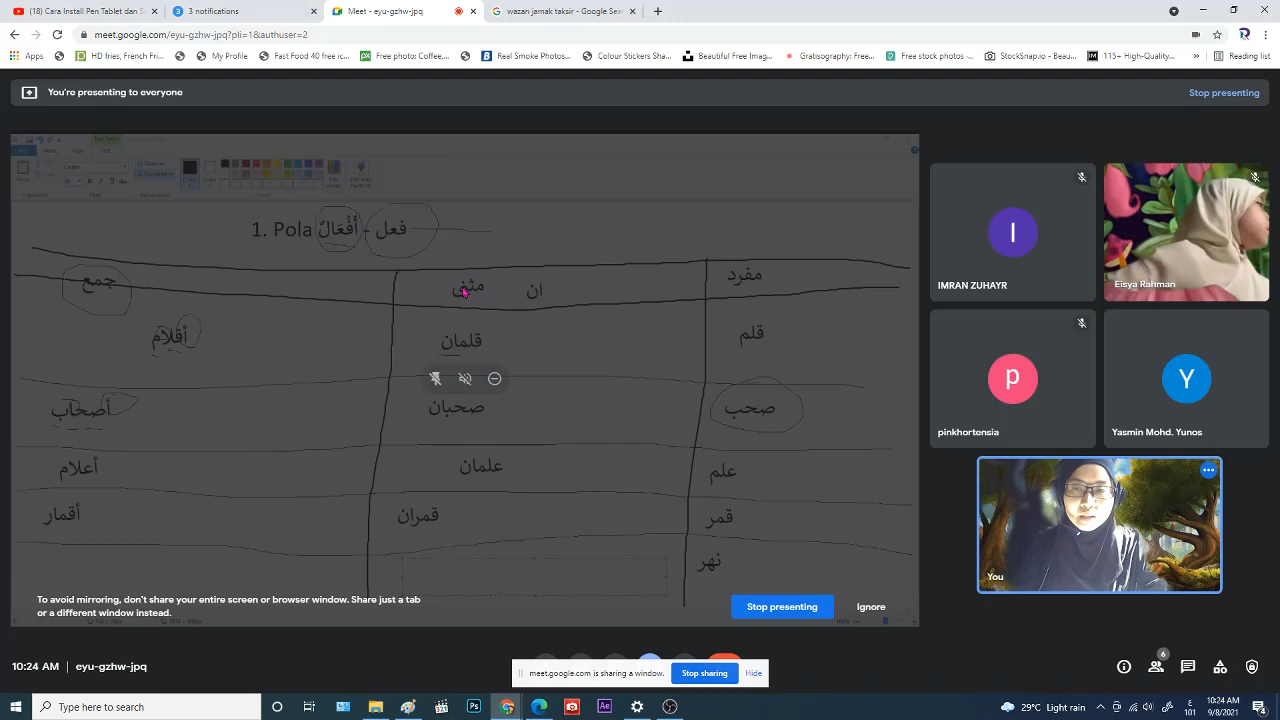 (18) Cara Install Pen Tablet dan S
3 notifications
Meet - eyu-gzhw-jpq
wazan jamak taksir - Google Sea
meet.google.com/eyu-gzhw-jpq?pli=1&authuser=2
Apps
HD fries, French Fri...
My Profile
Fast Food 40 free ic...
free photo: Coffee,...
Real Smoke Photos...
Colour Stickers Sha...
Dramatic Images...
Gratisography: Free...
Free stock photos ·...
StockSnap.io - Beau...
115+ High-Quality...
Reading list
You're presenting to everyone
Stop presenting
1. Pola أَفْعَالٌ - فعل
مفرد
ان
مثنى
جمع
قلم
قلمان
أقلام
صحب
صحبان
أصحاب
علم
علمان
أعلام
قمر
قمران
أقمار
نهر
IMRAN ZUHAYR
Eisya Rahman
pinkhortensia
Yasmin Mohd. Yunos
You
To avoid mirroring, don't share your entire screen or browser window. Share just a tab
or a different window instead.
Stop presenting
Ignore
10:24 AM | eyu-gzhw-jpq
6
meet.google.com is sharing a window.
Stop sharing
Hide
Type here to search
29°C Light rain
10:24 AM
9/8/2021